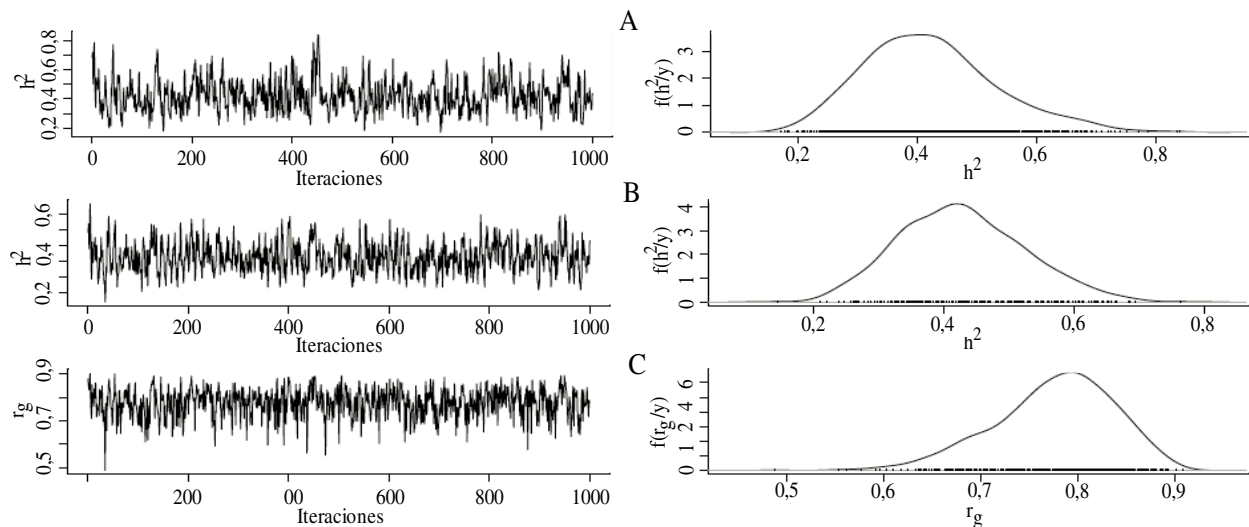 A
h²
0,2 0,4 0,6 0,8
0 200 400 600 800 1000
Iteraciones
f(h²/y)
0 1 2 3
0,2 0,4 0,6 0,8
h²
B
h²
0,2 0,4 0,6
0 200 400 600 800 1000
Iteraciones
f(h²/y)
0 1 2 3 4
0,2 0,4 0,6 0,8
h²
C
r_g
0,5 0,7 0,9
200 00 600 800 1000
Iteraciones
f(r_g/y)
0 1 2 2 4 6
0,5 0,6 0,7 0,8 0,9
r_g